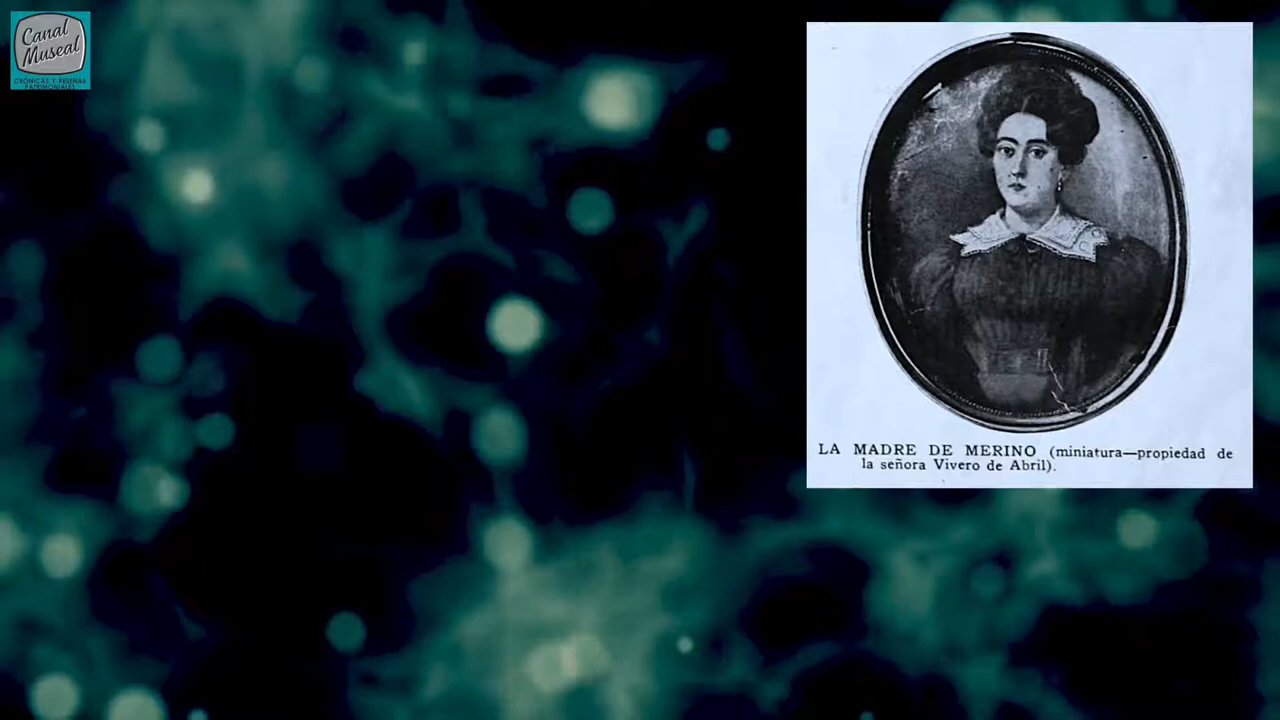 Canal
Museal
CRÓNICAS Y RESEÑAS
PATRIMONIALES
LA MADRE DE MERINO (miniatura—propiedad de
la señora Vivero de Abril).